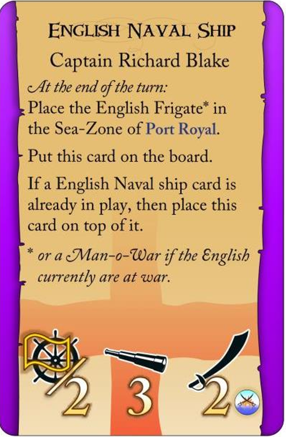 English Naval Ship
Captain Richard Blake
At the end of the turn:
Place the English Frigate* in
the Sea-Zone of Port Royal.
Put this card on the board.
If a English Naval ship card is
already in play, then place this
card on top of it.
* or a Man-o-War if the English
currently are at war.
/2 3 2